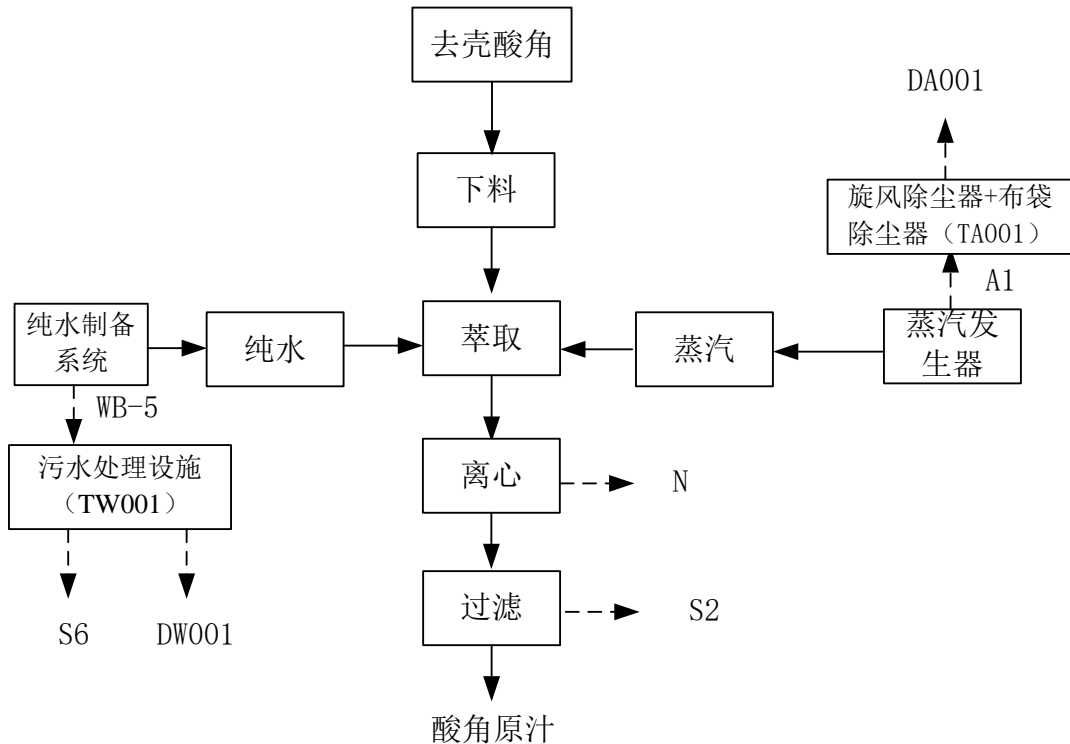 去壳酸角
DA001
下料
旋风除尘器+布袋
除尘器（TA001）
A1
纯水制备
系统
纯水
萃取
蒸汽
蒸汽发
生器
WB-5
污水处理设施
（TW001）
离心
N
过滤
S2
S6
DW001
酸角原汁